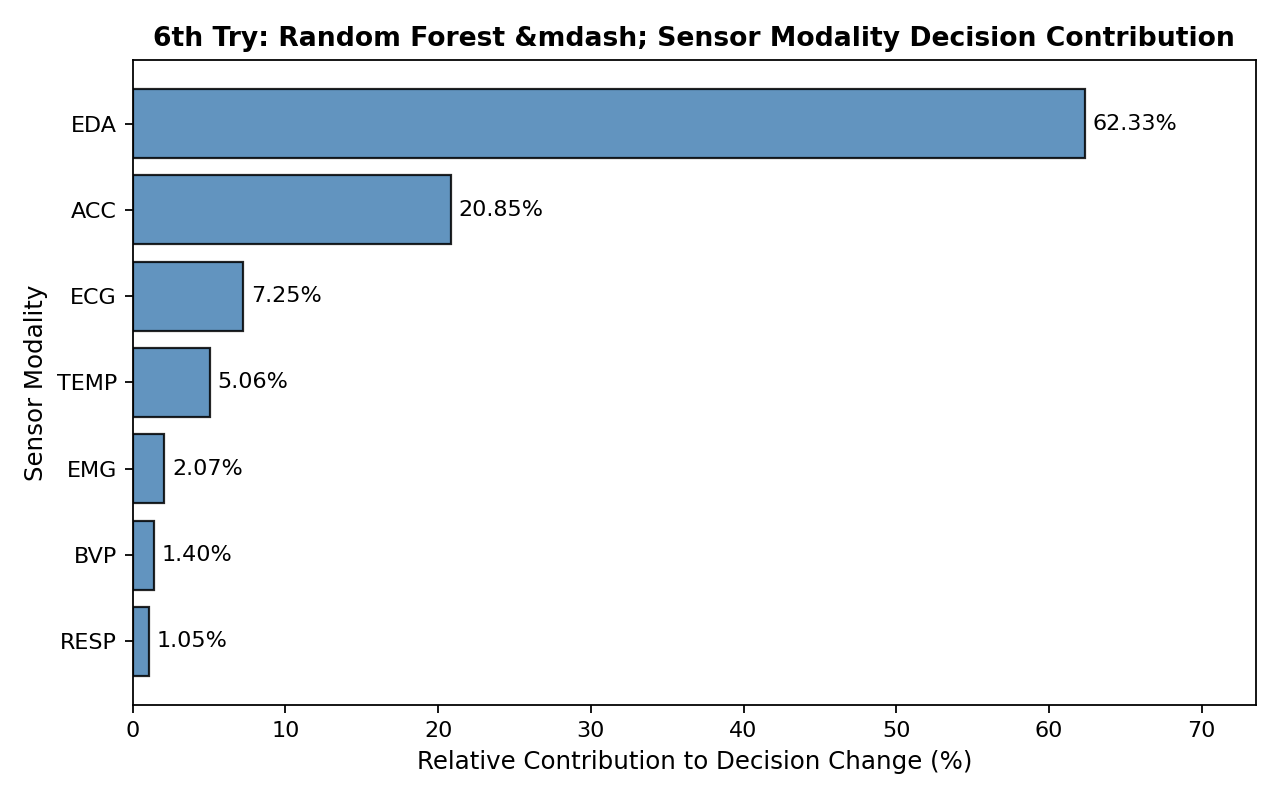 6th Try: Random Forest &mdash; Sensor Modality Decision Contribution
Sensor Modality
EDA
62.33%
ACC
20.85%
ECG
7.25%
TEMP
5.06%
EMG
2.07%
BVP
1.40%
RESP
1.05%
0 10 20 30 40 50 60 70
Relative Contribution to Decision Change (%)